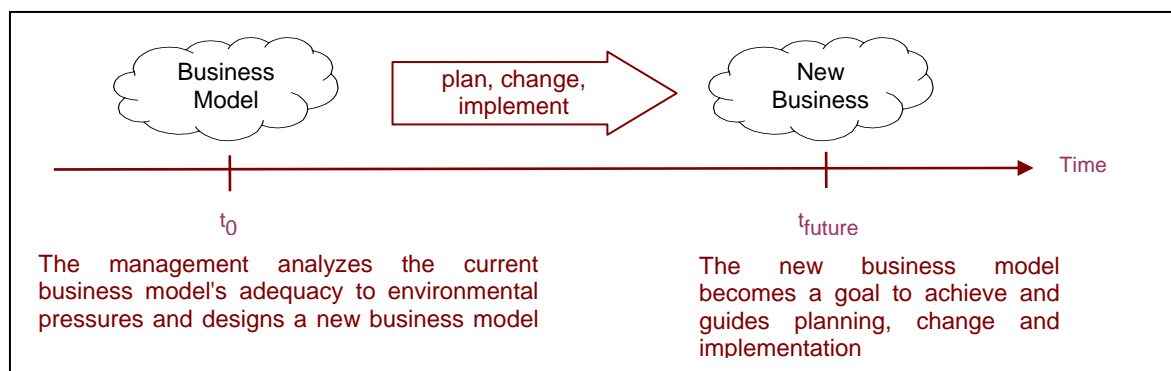 Business
Model
plan, change,
implement
New
Business
Time
t0
tfuture
The management analyzes the current
business model's adequacy to environmental
pressures and designs a new business model
The new business model
becomes a goal to achieve and
guides planning, change and
implementation